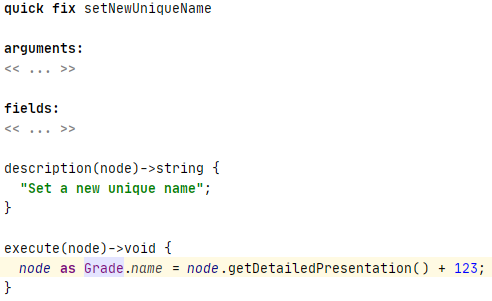 quick fix setNewUniqueName
arguments:
<< ... >>
fields:
<< ... >>
description(node)->string {
"Set a new unique name";
}
execute(node)->void {
node as Grade.name = node.getDetailedPresentation() + 123;
}